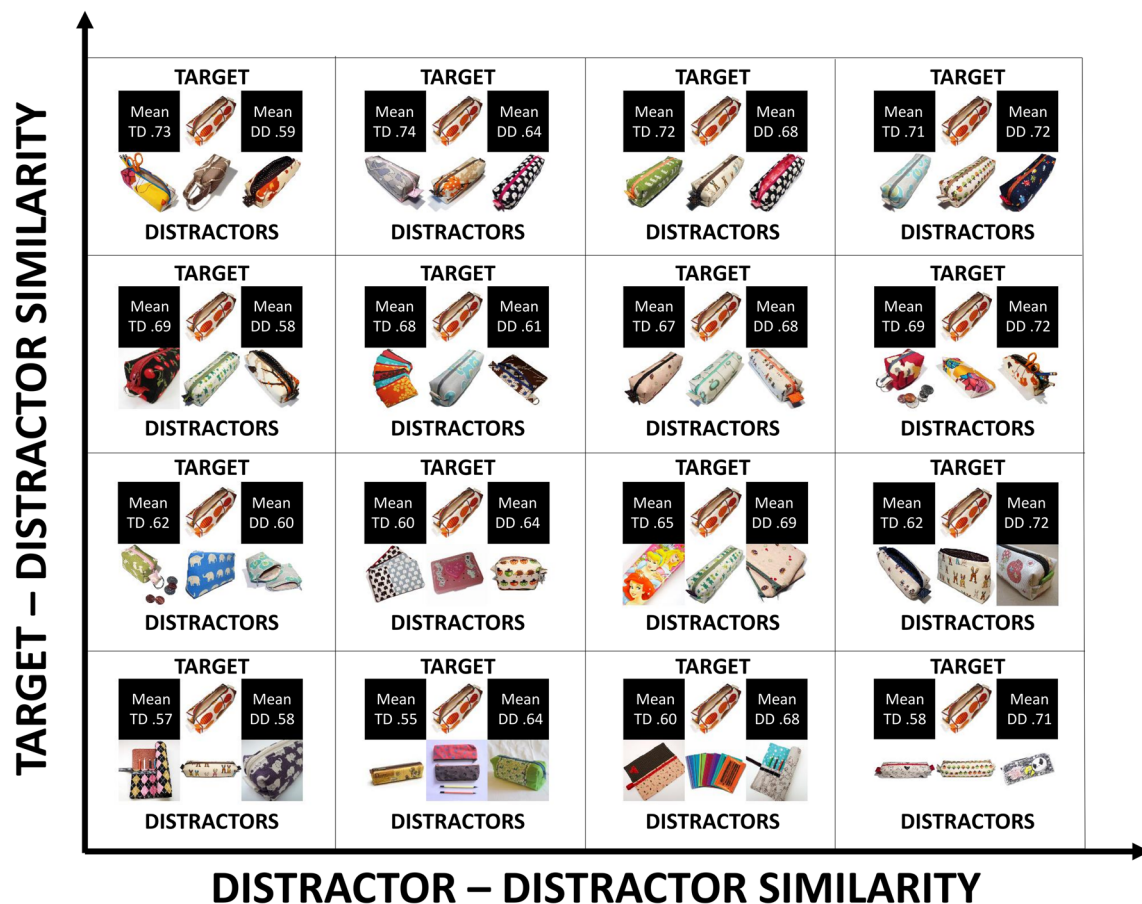 TARGET – DISTRACTOR SIMILARITY
TARGET
Mean
TD .73
Mean
DD .59
DISTRACTORS
TARGET
Mean
TD .74
Mean
DD .64
DISTRACTORS
TARGET
Mean
TD .72
Mean
DD .68
DISTRACTORS
TARGET
Mean
TD .71
Mean
DD .72
DISTRACTORS
TARGET
Mean
TD .69
Mean
DD .58
DISTRACTORS
TARGET
Mean
TD .68
Mean
DD .61
DISTRACTORS
TARGET
Mean
TD .67
Mean
DD .68
DISTRACTORS
TARGET
Mean
TD .69
Mean
DD .72
DISTRACTORS
TARGET
Mean
TD .62
Mean
DD .60
DISTRACTORS
TARGET
Mean
TD .60
Mean
DD .64
DISTRACTORS
TARGET
Mean
TD .65
Mean
DD .69
DISTRACTORS
TARGET
Mean
TD .62
Mean
DD .72
DISTRACTORS
TARGET
Mean
TD .57
Mean
DD .58
DISTRACTORS
TARGET
Mean
TD .55
Mean
DD .64
DISTRACTORS
TARGET
Mean
TD .60
Mean
DD .68
DISTRACTORS
TARGET
Mean
TD .58
Mean
DD .71
DISTRACTORS
DISTRACTOR – DISTRACTOR SIMILARITY